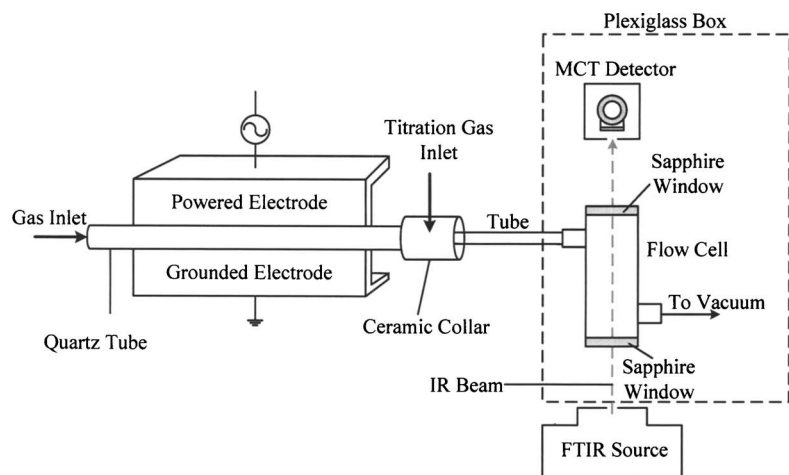 Plexiglass Box
MCT Detector
Titration Gas
Inlet
Sapphire
Window
Gas Inlet
Powered Electrode
Tube
Flow Cell
Grounded Electrode
To Vacuum
Ceramic Collar
Quartz Tube
Sapphire
Window
IR Beam
FTIR Source